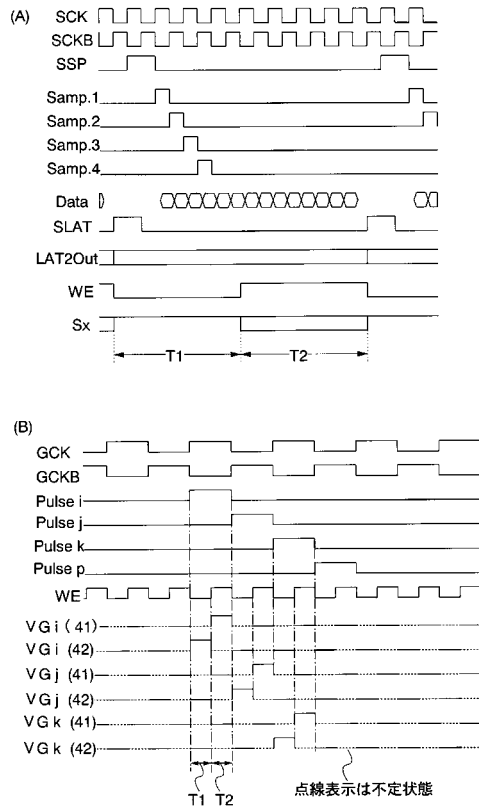 (A)
SCK
SCKB
SSP
Samp.1
Samp.2
Samp.3
Samp.4
Data
SLAT
LAT2Out
WE
Sx
T1
T2
(B)
GCK
GCKB
Pulse i
Pulse j
Pulse k
Pulse p
WE
VGi (41)
VGi (42)
VGj (41)
VGj (42)
VGk (41)
VGk (42)
T1
T2
点線表示は不定状態